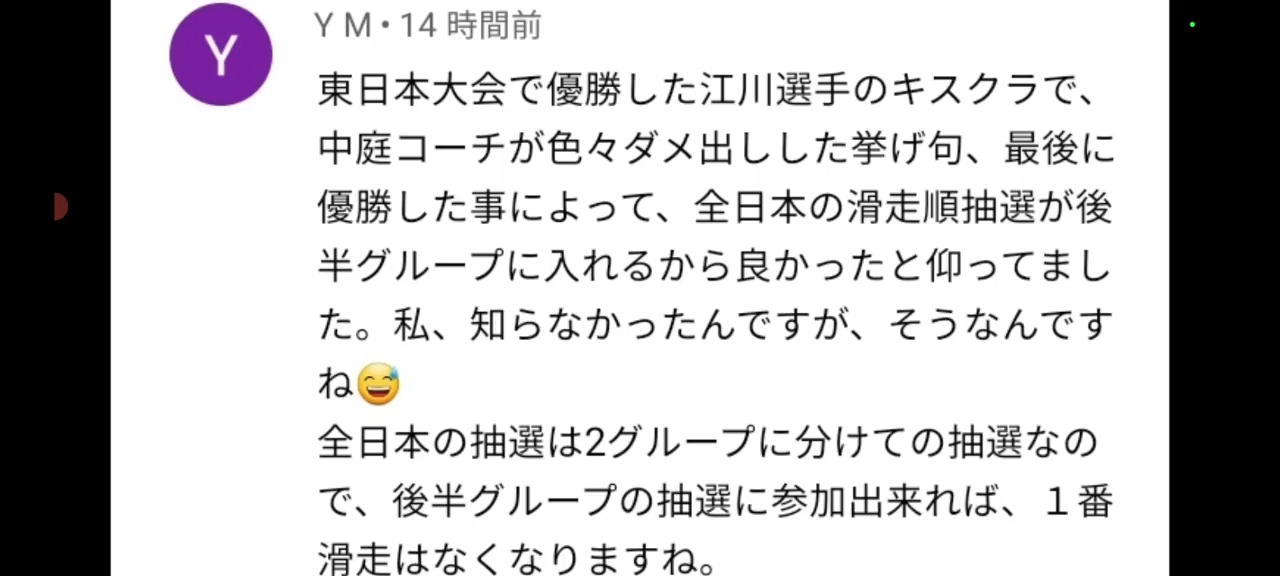 Y
Y M • 14 時間前
東日本大会で優勝した江川選手のキスクラで、
中庭コーチが色々ダメ出しした挙げ句、最後に
優勝した事によって、全日本の滑走順抽選が後
半グループに入れるから良かったと仰ってまし
た。私、知らなかったんですが、そうなんです
ね😅
全日本の抽選は2グループに分けての抽選なの
で、後半グループの抽選に参加出来れば、１番
滑走はなくなりますね。